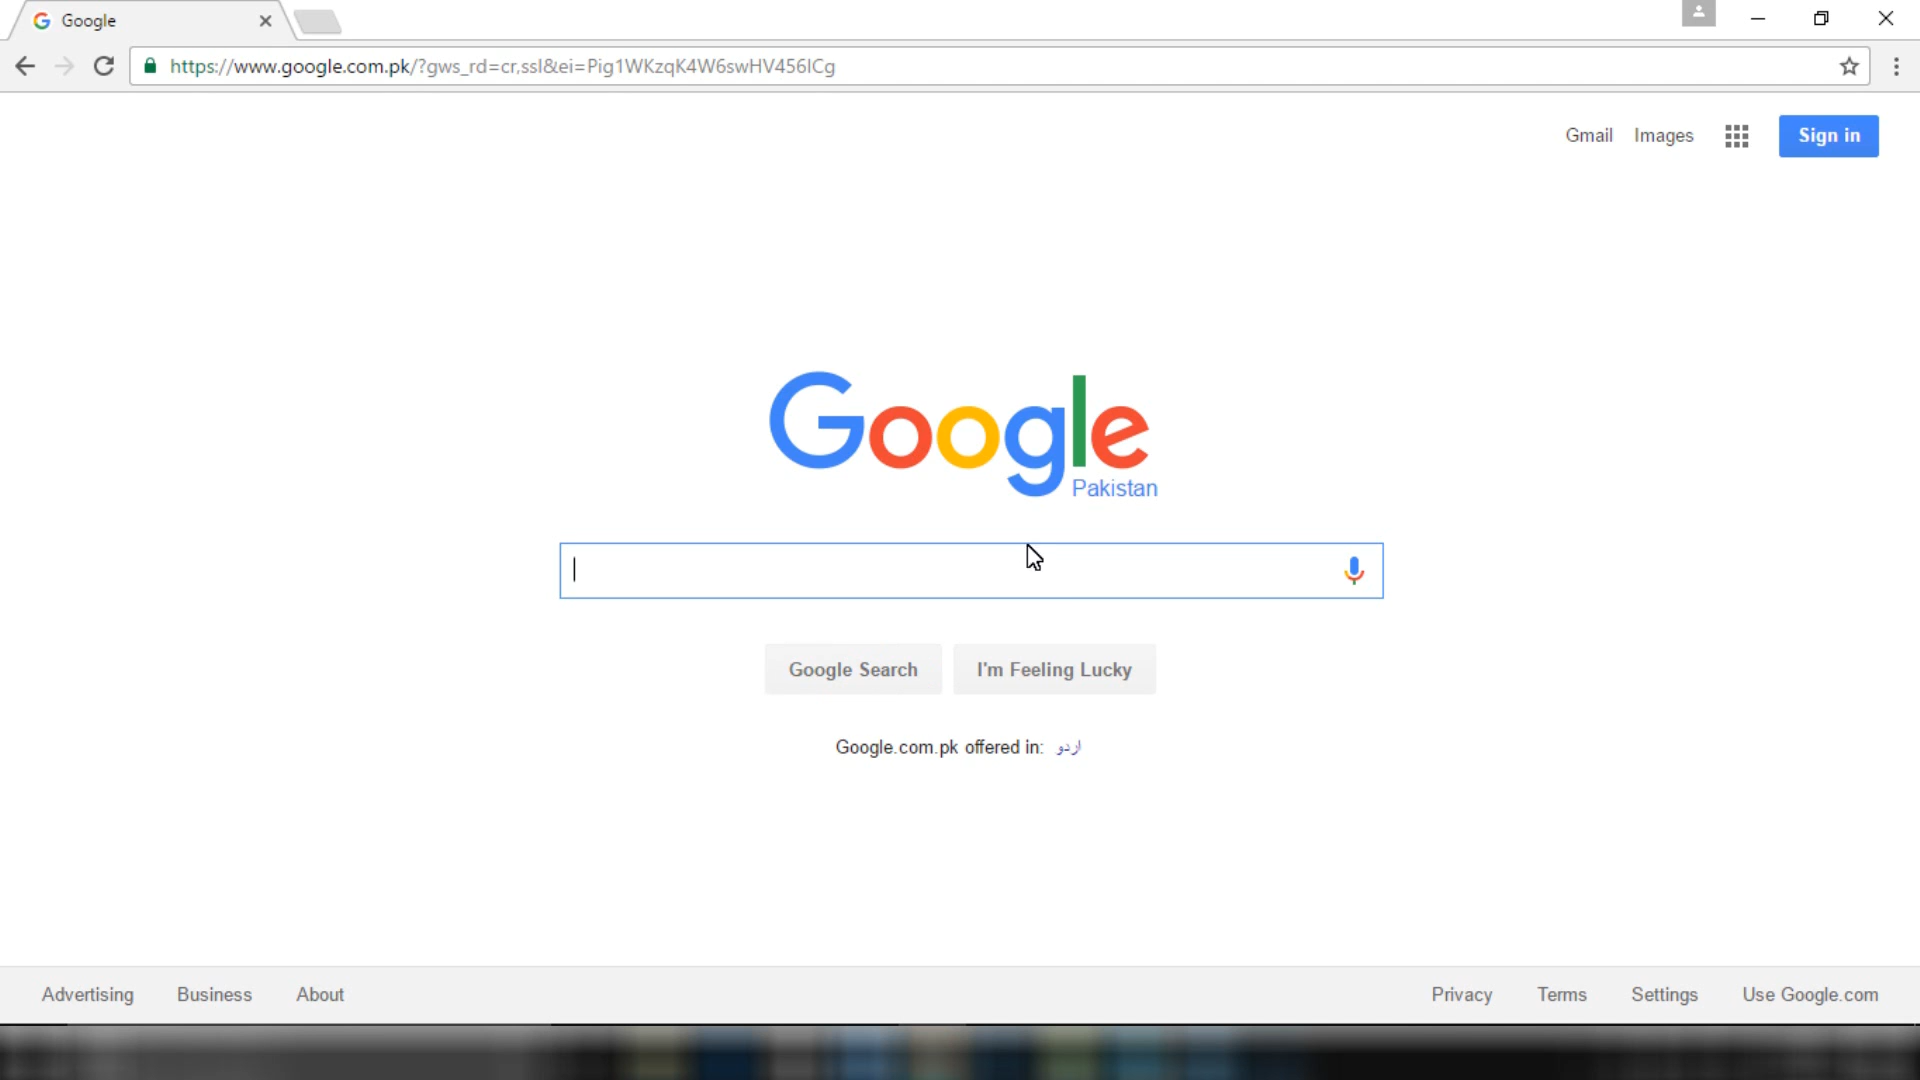 Google
https://www.google.com.pk/?gws_rd=cr,ssl&ei=Pig1WKzqK4W6swHV456ICg
Gmail Images Sign in
Google
Pakistan
Google Search I'm Feeling Lucky
Google.com.pk offered in: اردو
Advertising Business About Privacy Terms Settings Use Google.com